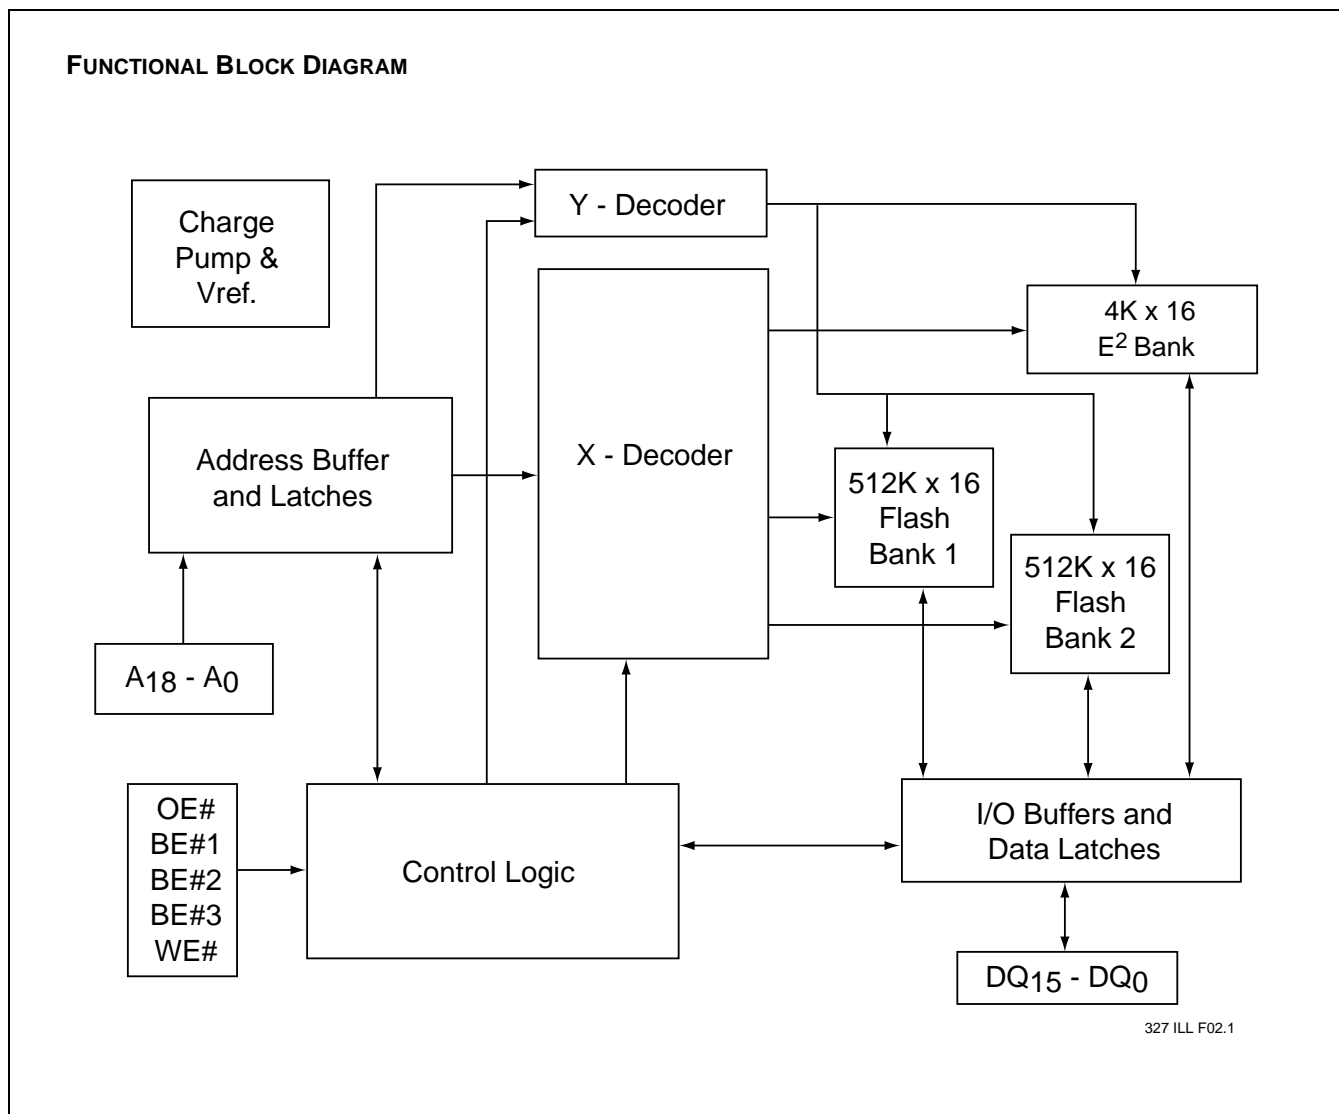 FUNCTIONAL BLOCK DIAGRAM
Charge
Pump &
Vref.
Y - Decoder
4K x 16
E2 Bank
Address Buffer
and Latches
X - Decoder
512K x 16
Flash
Bank 1
512K x 16
Flash
Bank 2
A18 - A0
OE#
BE#1
BE#2
BE#3
WE#
Control Logic
I/O Buffers and
Data Latches
DQ15 - DQ0
327 ILL F02.1